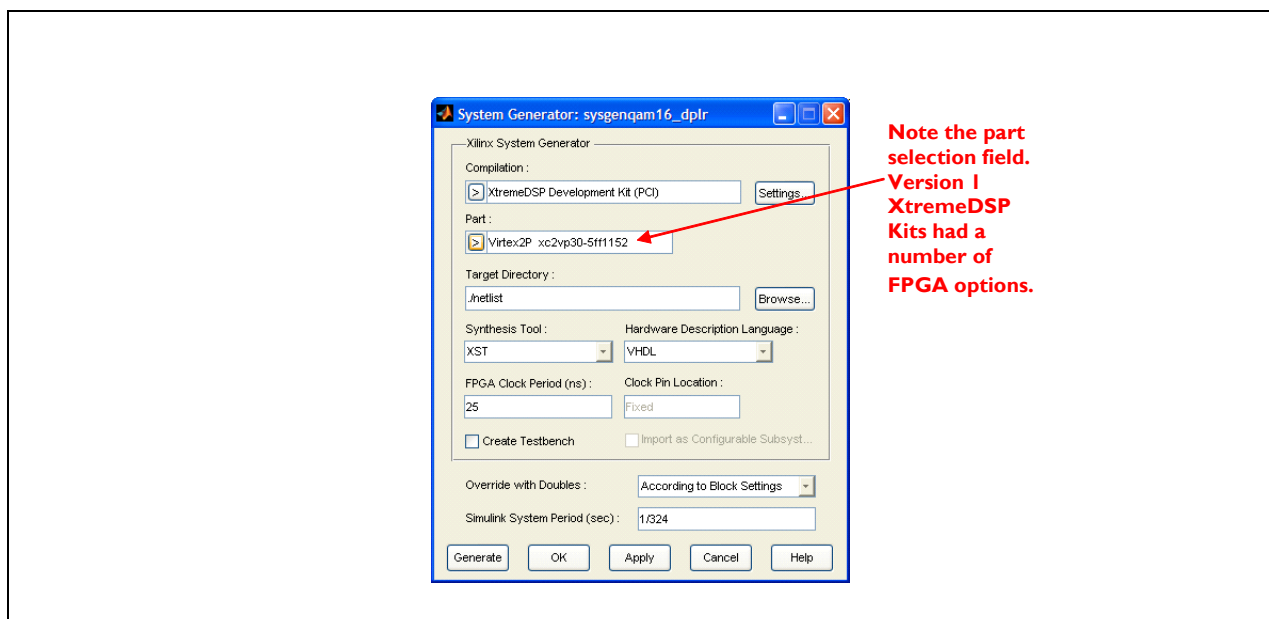 System Generator: sysgenqam16_dplr
Xilinx System Generator
Compilation :
> XtremeDSP Development Kit (PCI) Settings...
Part :
> Virtex2P xc2vp30-5ff1152
Target Directory :
./netlist Browse...
Synthesis Tool : Hardware Description Language :
XST VHDL
FPGA Clock Period (ns) : Clock Pin Location :
25 Fixed
Create Testbench Import as Configurable Subsyst...
Override with Doubles : According to Block Settings
Simulink System Period (sec) : 1/324
Generate OK Apply Cancel Help
Note the part
selection field.
Version 1
XtremeDSP
Kits had a
number of
FPGA options.